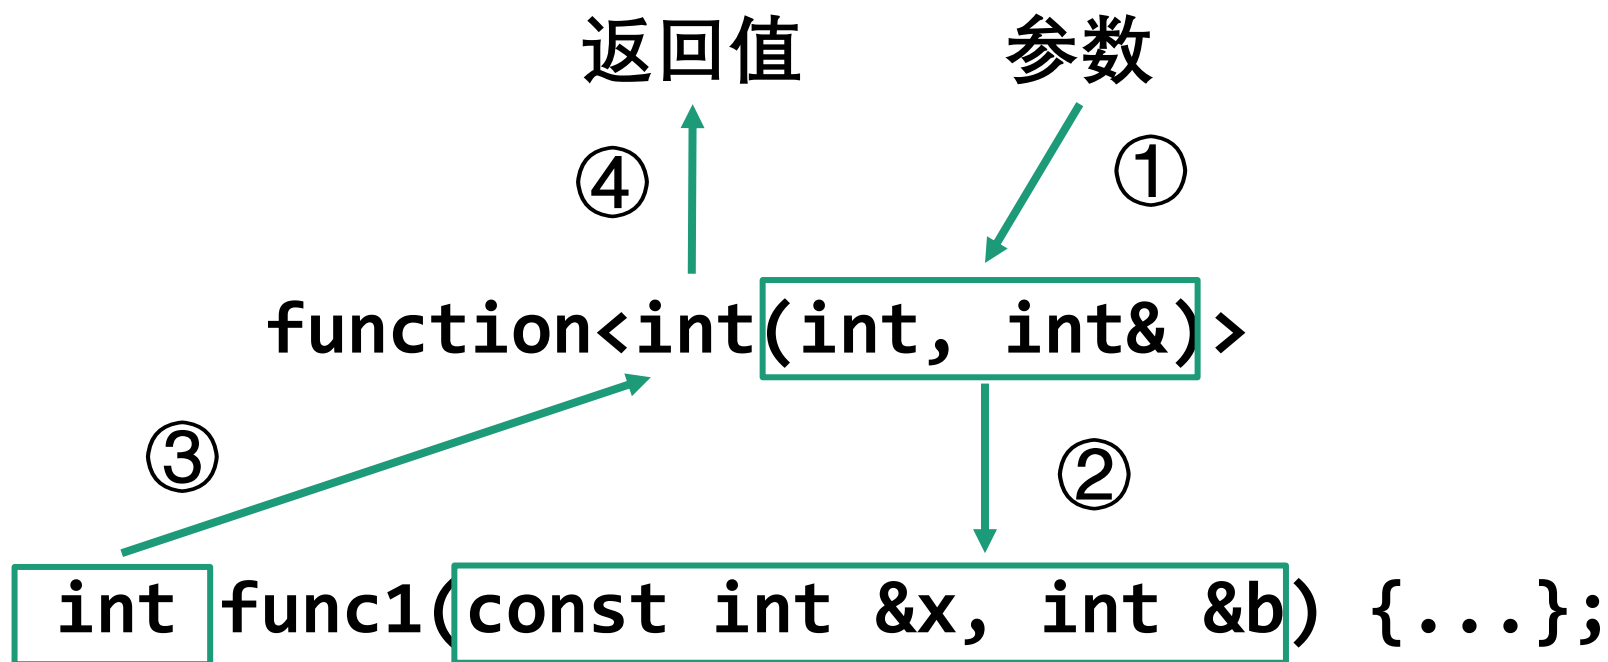 返回值 参数
④ ①
function<int(int, int&)>
③ ②
int func1(const int &x, int &b) {...};